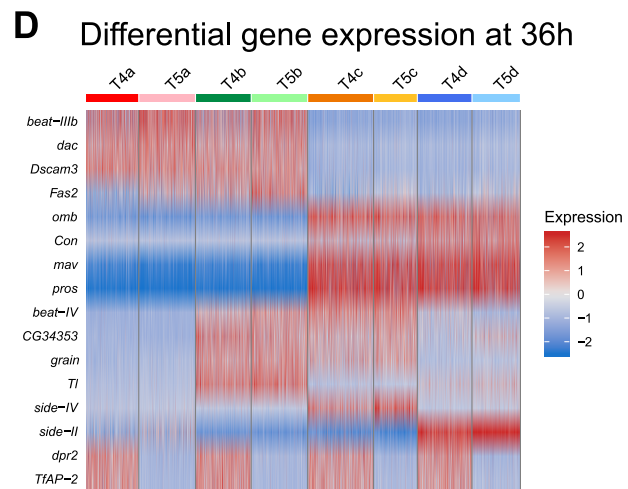 D Differential gene expression at 36h
T4a T5a T4b T5b T4c T5c T4d T5d
beat−IIIb
dac
Dscam3
Fas2
omb
Con
mav
pros
beat−IV
CG34353
grain
Tl
side−IV
side−II
dpr2
TfAP−2
Expression
2
1
0
−1
−2